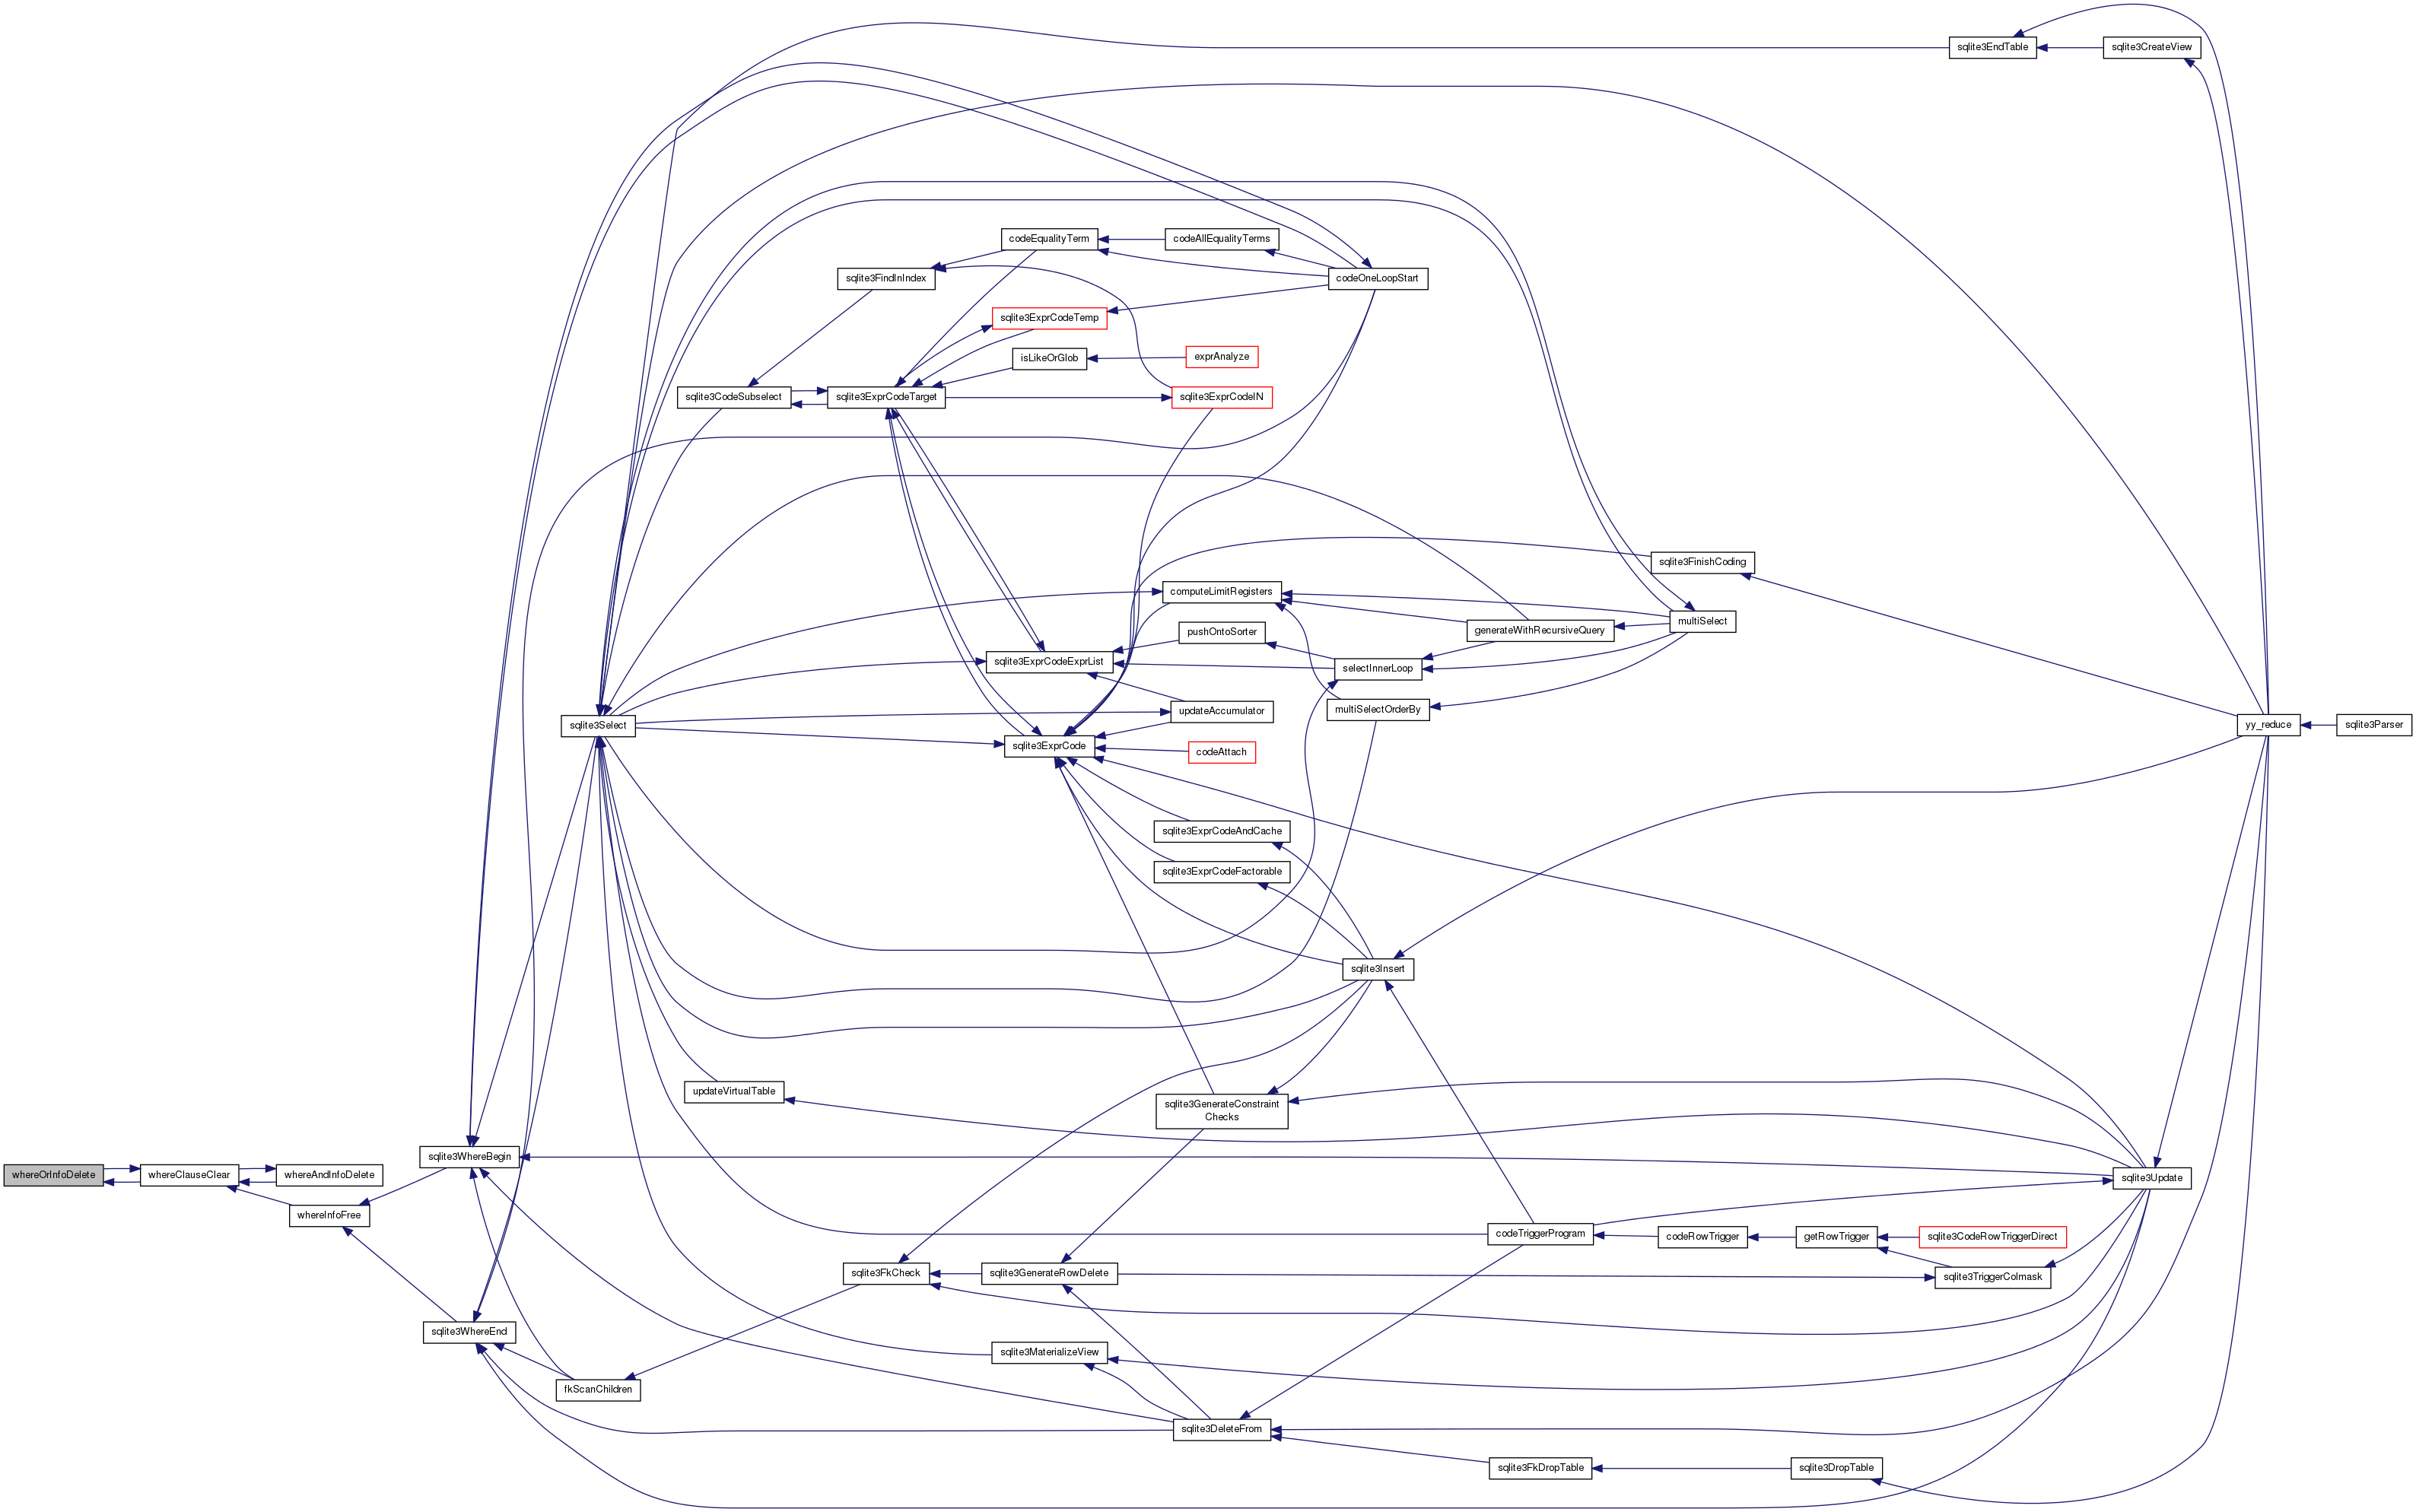 sqlite3EndTable
sqlite3CreateView
codeEqualityTerm
codeAllEqualityTerms
sqlite3FindInIndex
codeOneLoopStart
sqlite3ExprCodeTemp
isLikeOrGlob
exprAnalyze
sqlite3CodeSubselect
sqlite3ExprCodeTarget
sqlite3ExprCodeIN
sqlite3FinishCoding
computeLimitRegisters
multiSelect
pushOntoSorter
generateWithRecursiveQuery
sqlite3ExprCodeExprList
selectInnerLoop
updateAccumulator
multiSelectOrderBy
sqlite3Select
yy_reduce
sqlite3Parser
sqlite3ExprCode
codeAttach
sqlite3ExprCodeAndCache
sqlite3ExprCodeFactorable
sqlite3Insert
updateVirtualTable
sqlite3GenerateConstraint
Checks
sqlite3WhereBegin
whereOrInfoDelete
whereClauseClear
whereAndInfoDelete
sqlite3Update
whereInfoFree
codeTriggerProgram
codeRowTrigger
getRowTrigger
sqlite3CodeRowTriggerDirect
sqlite3FkCheck
sqlite3GenerateRowDelete
sqlite3TriggerColmask
sqlite3WhereEnd
sqlite3MaterializeView
fkScanChildren
sqlite3DeleteFrom
sqlite3FkDropTable
sqlite3DropTable